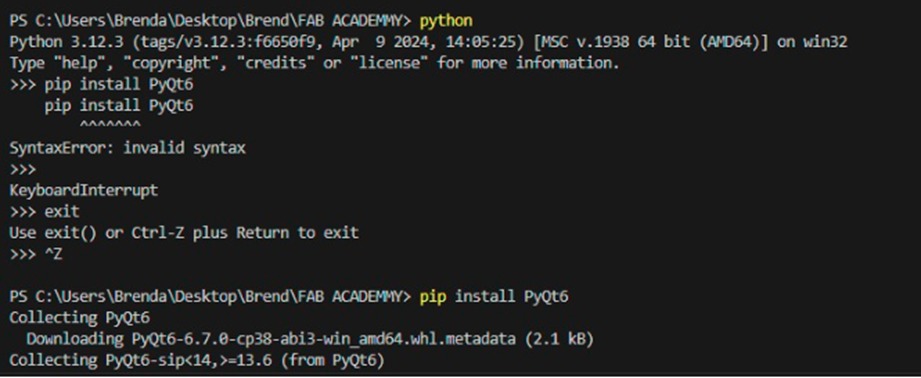 PS C:\Users\Brenda\Desktop\Brend\FAB ACADEMMY> python
Python 3.12.3 (tags/v3.12.3:f6650f9, Apr  9 2024, 14:05:25) [MSC v.1938 64 bit (AMD64)] on win32
Type "help", "copyright", "credits" or "license" for more information.
>>> pip install PyQt6
    pip install PyQt6
        ^^^^^^^
SyntaxError: invalid syntax
>>>
KeyboardInterrupt
>>> exit
Use exit() or Ctrl-Z plus Return to exit
>>> ^Z
PS C:\Users\Brenda\Desktop\Brend\FAB ACADEMMY> pip install PyQt6
Collecting PyQt6
  Downloading PyQt6-6.7.0-cp38-abi3-win_amd64.whl.metadata (2.1 kB)
Collecting PyQt6-sip<14,>=13.6 (from PyQt6)